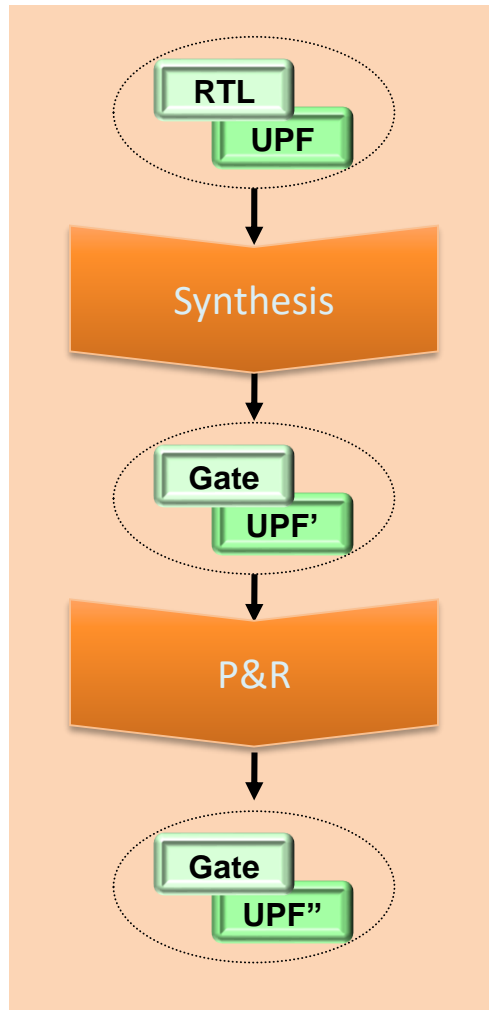 RTL
UPF
Synthesis
Gate
UPF’
P&R
Gate
UPF”